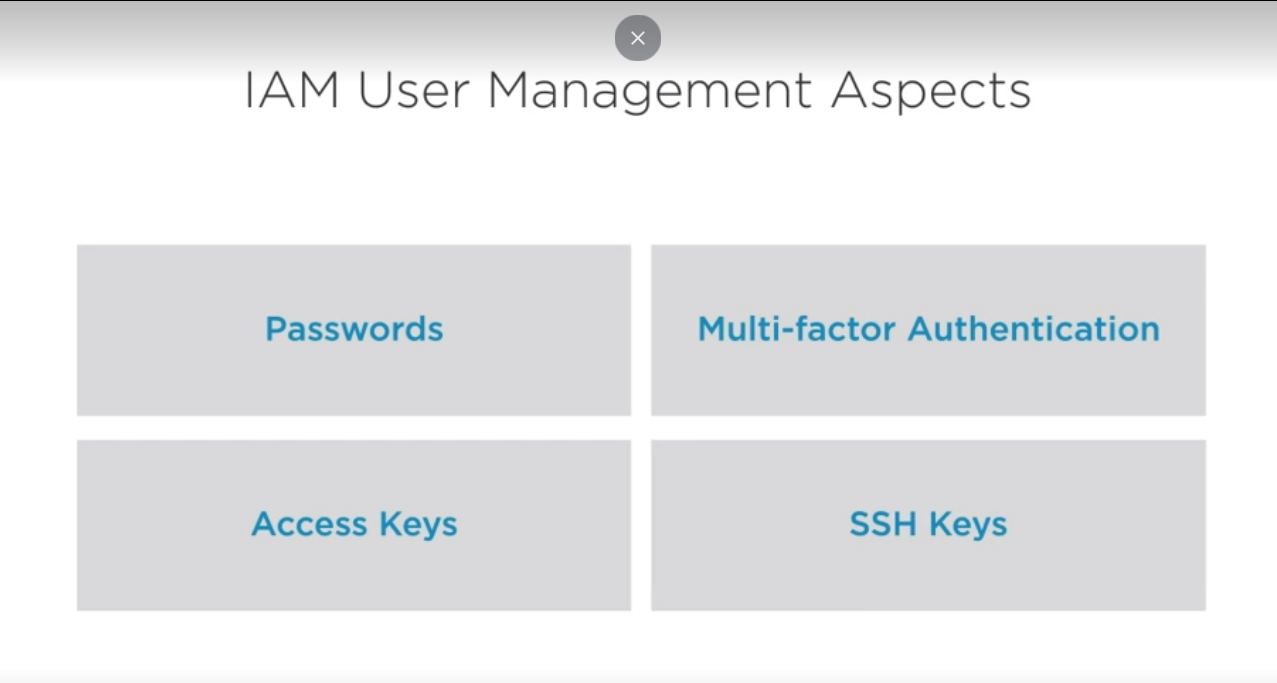 IAM User Management Aspects
Passwords
Multi-factor Authentication
Access Keys
SSH Keys